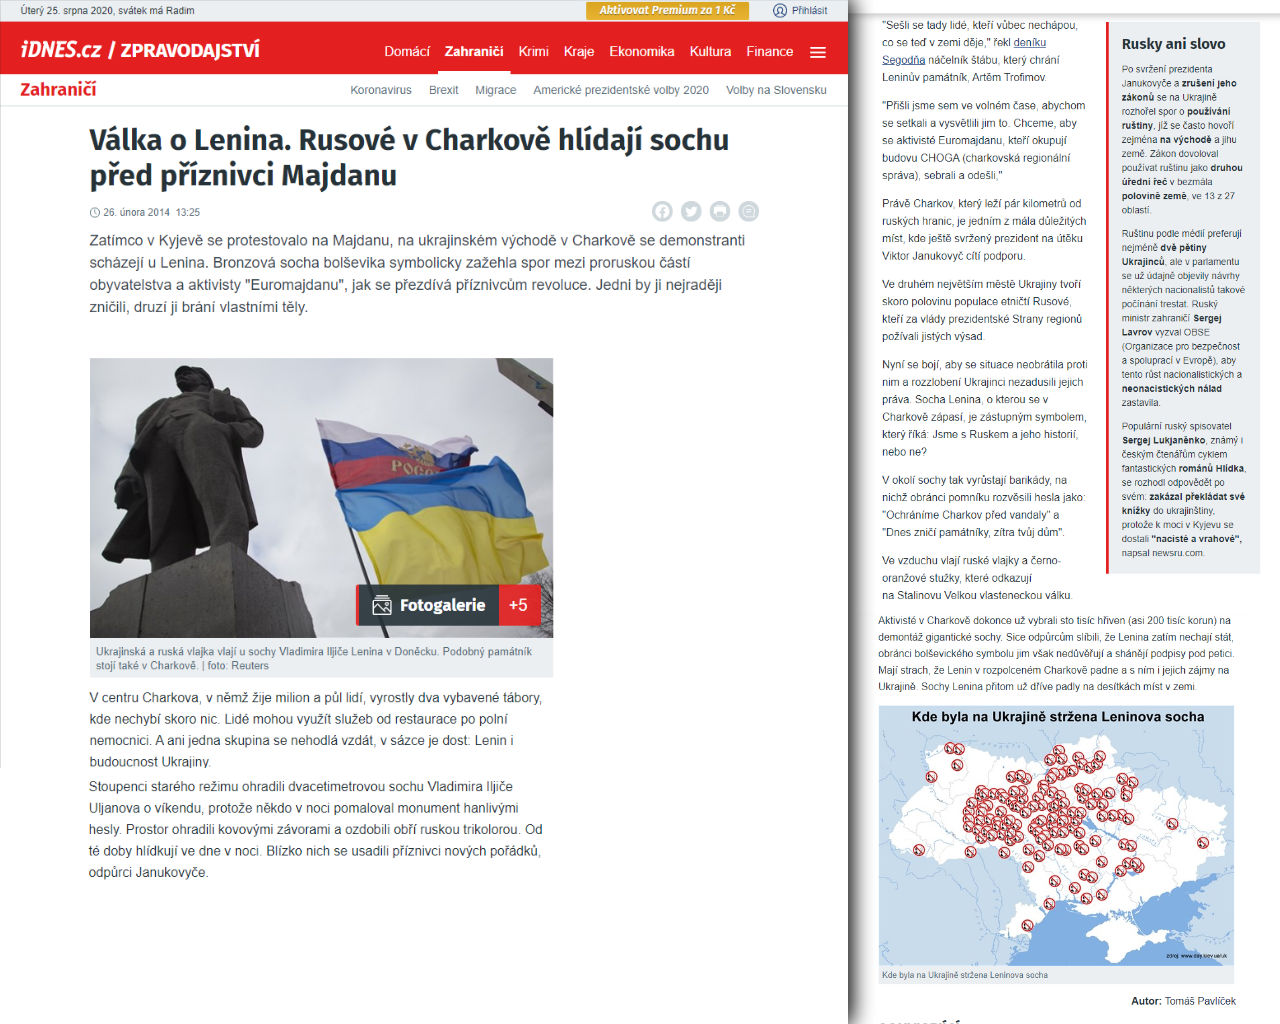 Úterý 25. srpna 2020, svátek má Radim
Aktivovat Premium za 1 Kč
Přihlásit
iDNES.cz / ZPRAVODAJSTVÍ
Domácí Zahraničí Krimi Kraje Ekonomika Kultura Finance
Zahraničí
Koronavirus Brexit Migrace Americké prezidentské volby 2020 Volby na Slovensku
Válka o Lenina. Rusové v Charkově hlídají sochu
před příznivci Majdanu
26. února 2014 13:25
Zatímco v Kyjevě se protestovalo na Majdanu, na ukrajinském východě v Charkově se demonstranti
scházejí u Lenina. Bronzová socha bolševika symbolicky zažehla spor mezi proruskou částí
obyvatelstva a aktivisty "Euromajdanu", jak se přezdívá příznivcům revoluce. Jedni by ji nejraději
zničili, druzí ji brání vlastními těly.
Fotogalerie +5
Ukrajinská a ruská vlajka vlají u sochy Vladimira Iljiče Lenina v Doněcku. Podobný památník
stojí také v Charkově. | foto: Reuters
V centru Charkova, v němž žije milion a půl lidí, vyrostly dva vybavené tábory,
kde nechybí skoro nic. Lidé mohou využít služeb od restaurace po polní
nemocnici. A ani jedna skupina se nehodlá vzdát, v sázce je dost: Lenin i
budoucnost Ukrajiny.
Stoupenci starého režimu ohradili dvacetimetrovou sochu Vladimira Iljiče
Uljanova o víkendu, protože někdo v noci pomaloval monument hanlivými
hesly. Prostor ohradili kovovými závorami a ozdobili obří ruskou trikolorou. Od
té doby hlídkují ve dne v noci. Blízko nich se usadili příznivci nových pořádků,
odpůrci Janukovyče.
"Sešli se tady lidé, kteří vůbec nechápou,
co se teď v zemi děje," řekl deníku
Segodňa náčelník štábu, který chrání
Leninův památník, Artěm Trofimov.
"Přišli jsme sem ve volném čase, abychom
se setkali a vysvětlili jim to. Chceme, aby
se aktivisté Euromajdanu, kteří okupují
budovu CHOGA (charkovská regionální
správa), sebrali a odešli,"
Právě Charkov, který leží pár kilometrů od
ruských hranic, je jedním z mála důležitých
míst, kde ještě svržený prezident na útěku
Viktor Janukovyč cítí podporu.
Ve druhém největším městě Ukrajiny tvoří
skoro polovinu populace etničtí Rusové,
kteří za vlády prezidentské Strany regionů
požívali jistých výsad.
Nyní se bojí, aby se situace neobrátila proti
nim a rozzlobení Ukrajinci nezadusili jejich
práva. Socha Lenina, o kterou se v
Charkově zápasí, je zástupným symbolem,
který říká: Jsme s Ruskem a jeho historií,
nebo ne?
V okolí sochy tak vyrůstají barikády, na
nichž obránci pomníku rozvěsili hesla jako:
"Ochráníme Charkov před vandaly" a
"Dnes zničí památníky, zítra tvůj dům".
Ve vzduchu vlají ruské vlajky a černo-
oranžové stužky, které odkazují
na Stalinovu Velkou vlasteneckou válku.
Rusky ani slovo
Po svržení prezidenta
Janukovyče a zrušení jeho
zákonů se na Ukrajině
rozhořel spor o používání
ruštiny, jíž se často hovoří
zejména na východě a jihu
země. Zákon dovoloval
používat ruštinu jako druhou
úřední řeč v bezmála
polovině země, ve 13 z 27
oblastí.
Ruštinu podle médií preferují
nejméně dvě pětiny
Ukrajinců, ale v parlamentu
se už údajně objevily návrhy
některých nacionalistů takové
počínání trestat. Ruský
ministr zahraničí Sergej
Lavrov vyzval OBSE
(Organizace pro bezpečnost
a spolupráci v Evropě), aby
tento růst nacionalistických a
neonacistických nálad
zastavila.
Populární ruský spisovatel
Sergej Lukjaněnko, známý i
českým čtenářům cyklem
fantastických románů Hlídka,
se rozhodl odpovědět po
svém: zakázal překládat své
knížky do ukrajinštiny,
protože k moci v Kyjevu se
dostali "nacisté a vrahové",
napsal newsru.com.
Aktivisté v Charkově dokonce už vybrali sto tisíc hřiven (asi 200 tisíc korun) na
demontáž gigantické sochy. Sice odpůrcům slíbili, že Lenina zatím nechají stát,
obránci bolševického symbolu jim však nedůvěřují a shánějí podpisy pod petici.
Mají strach, že Lenin v rozpolceném Charkově padne a s ním i jejich zájmy na
Ukrajině. Sochy Lenina přitom už dříve padly na desítkách míst v zemi.
Kde byla na Ukrajině stržena Leninova socha
zdroj: www.day.kiev.ua/uk
Kde byla na Ukrajině stržena Leninova socha
Autor: Tomáš Pavlíček